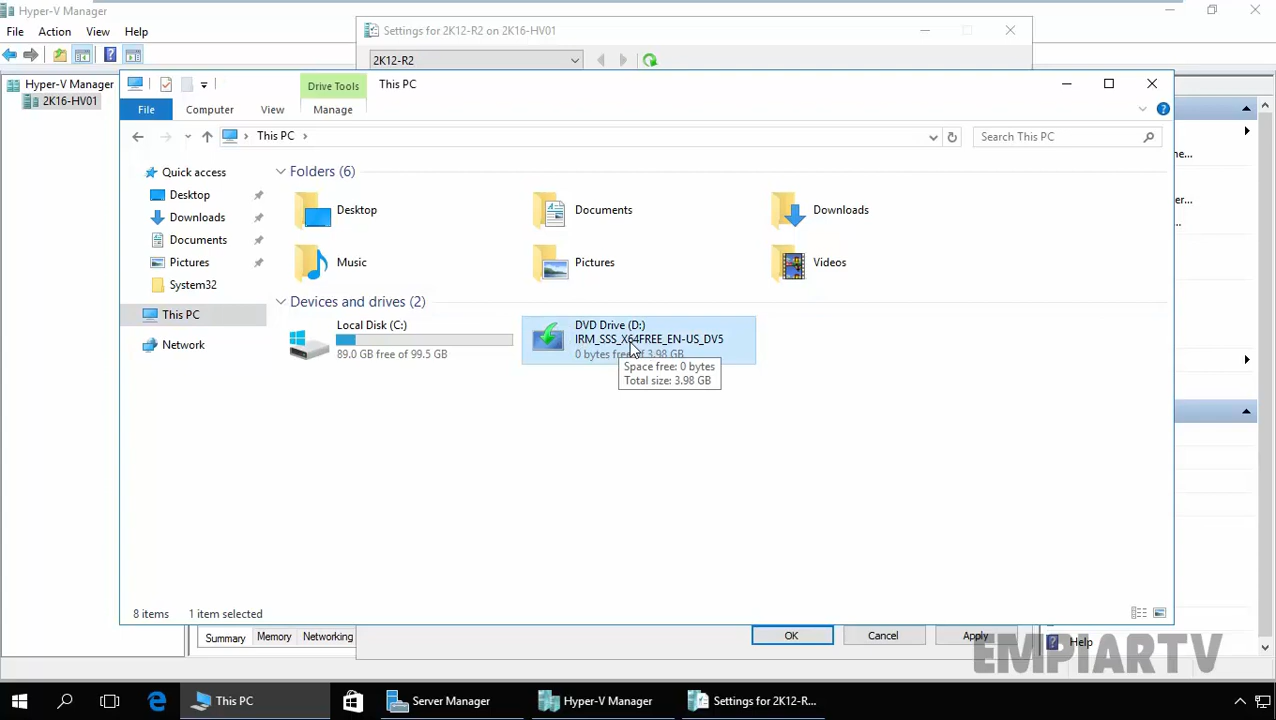 Hyper-V Manager
File Action View Help
Settings for 2K12-R2 on 2K16-HV01
2K12-R2
Hyper-V Manager
2K16-HV01
Drive Tools
This PC
File Computer View Manage
This PC
Search This PC
Quick access
Desktop
Downloads
Documents
Pictures
System32
This PC
Network
Folders (6)
Desktop
Documents
Downloads
Music
Pictures
Videos
Devices and drives (2)
Local Disk (C:)
89.0 GB free of 99.5 GB
DVD Drive (D:)
IRM_SSS_X64FREE_EN-US_DV5
0 bytes free of 3.98 GB
Space free: 0 bytes
Total size: 3.98 GB
ne...
er...
8 items 1 item selected
Summary Memory Networking
OK Cancel Apply
Help
EMPIARTV
This PC
Server Manager
Hyper-V Manager
Settings for 2K12-R...